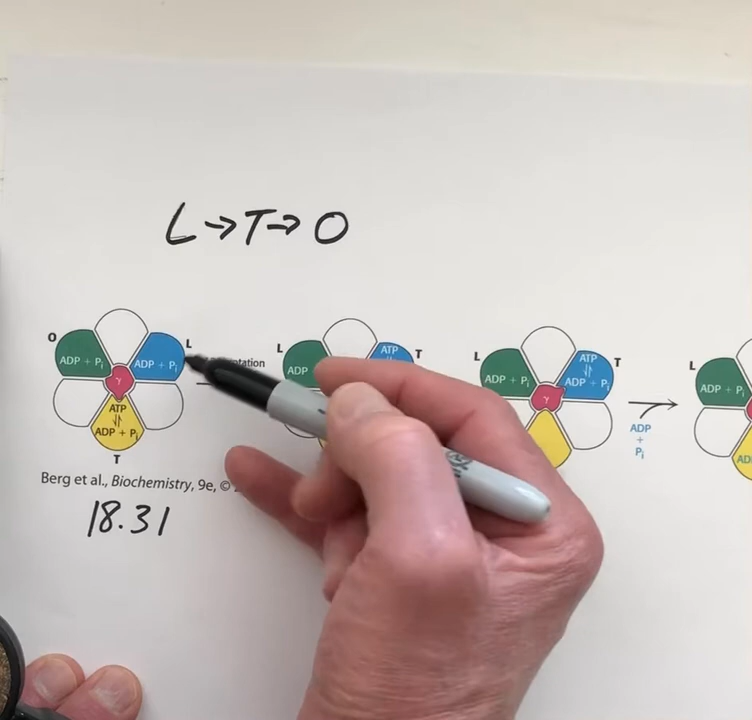 L → T → O
O
ADP + Pi
L
ADP + Pi
γ
ATP
ADP + Pi
T
L
ADP
ATP
T
L
ADP + Pi
ATP
T
ADP + Pi
γ
ADP
+
Pi
L
ADP + Pi
AD
Berg et al., Biochemistry, 9e, ©
18.31